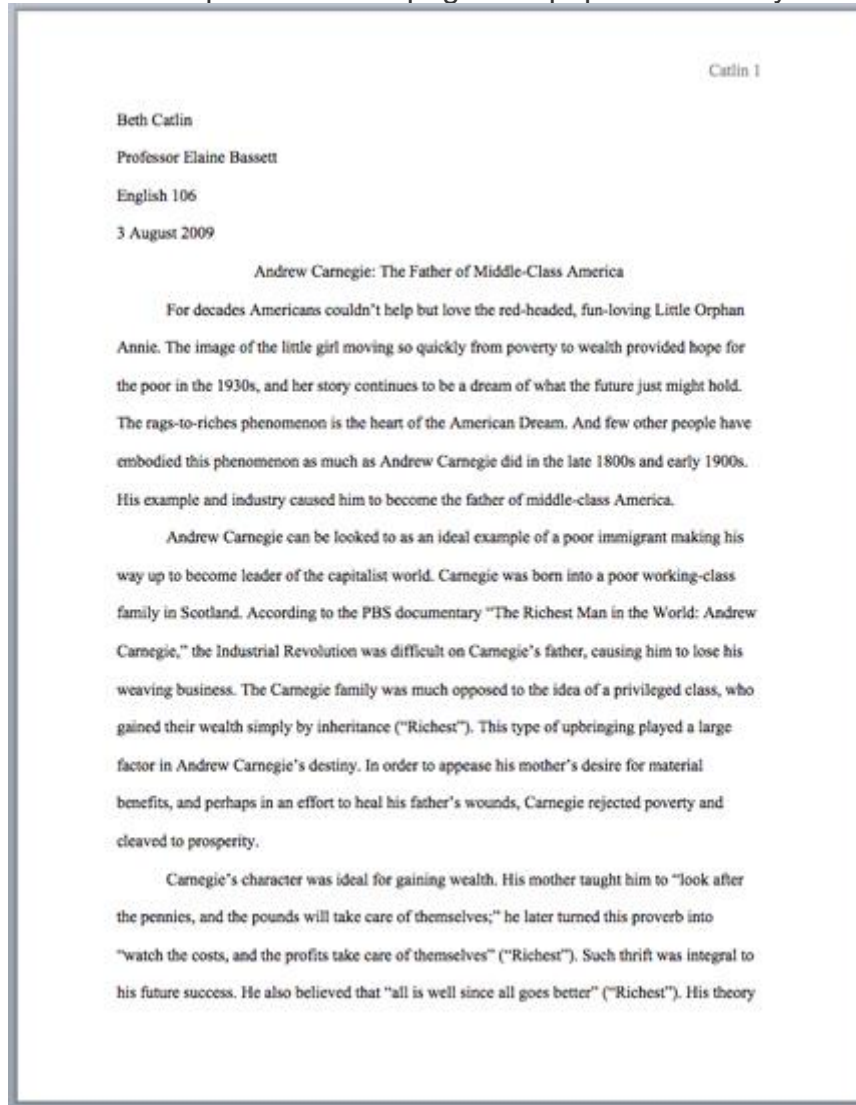 Catlin 1
Beth Catlin
Professor Elaine Bassett
English 106
3 August 2009
Andrew Carnegie: The Father of Middle-Class America
For decades Americans couldn't help but love the red-headed, fun-loving Little Orphan
Annie. The image of the little girl moving so quickly from poverty to wealth provided hope for
the poor in the 1930s, and her story continues to be a dream of what the future just might hold.
The rags-to-riches phenomenon is the heart of the American Dream. And few other people have
embodied this phenomenon as much as Andrew Carnegie did in the late 1800s and early 1900s.
His example and industry caused him to become the father of middle-class America.
Andrew Carnegie can be looked to as an ideal example of a poor immigrant making his
way up to become leader of the capitalist world. Carnegie was born into a poor working-class
family in Scotland. According to the PBS documentary “The Richest Man in the World: Andrew
Carnegie,” the Industrial Revolution was difficult on Carnegie's father, causing him to lose his
weaving business. The Carnegie family was much opposed to the idea of a privileged class, who
gained their wealth simply by inheritance (“Richest”). This type of upbringing played a large
factor in Andrew Carnegie's destiny. In order to appease his mother's desire for material
benefits, and perhaps in an effort to heal his father's wounds, Carnegie rejected poverty and
cleaved to prosperity.
Carnegie's character was ideal for gaining wealth. His mother taught him to “look after
the pennies, and the pounds will take care of themselves;” he later turned this proverb into
“watch the costs, and the profits take care of themselves” (“Richest”). Such thrift was integral to
his future success. He also believed that “all is well since all goes better” (“Richest”). His theory